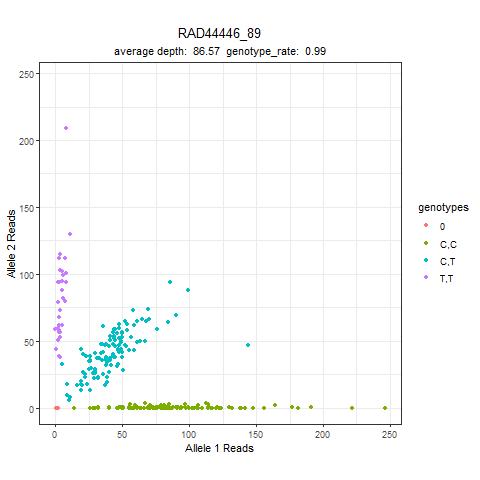 RAD44446_89
average depth:  86.57  genotype_rate:  0.99
250
200
150
100
50
0
Allele 2 Reads
0 50 100 150 200 250
Allele 1 Reads
genotypes
0
C,C
C,T
T,T